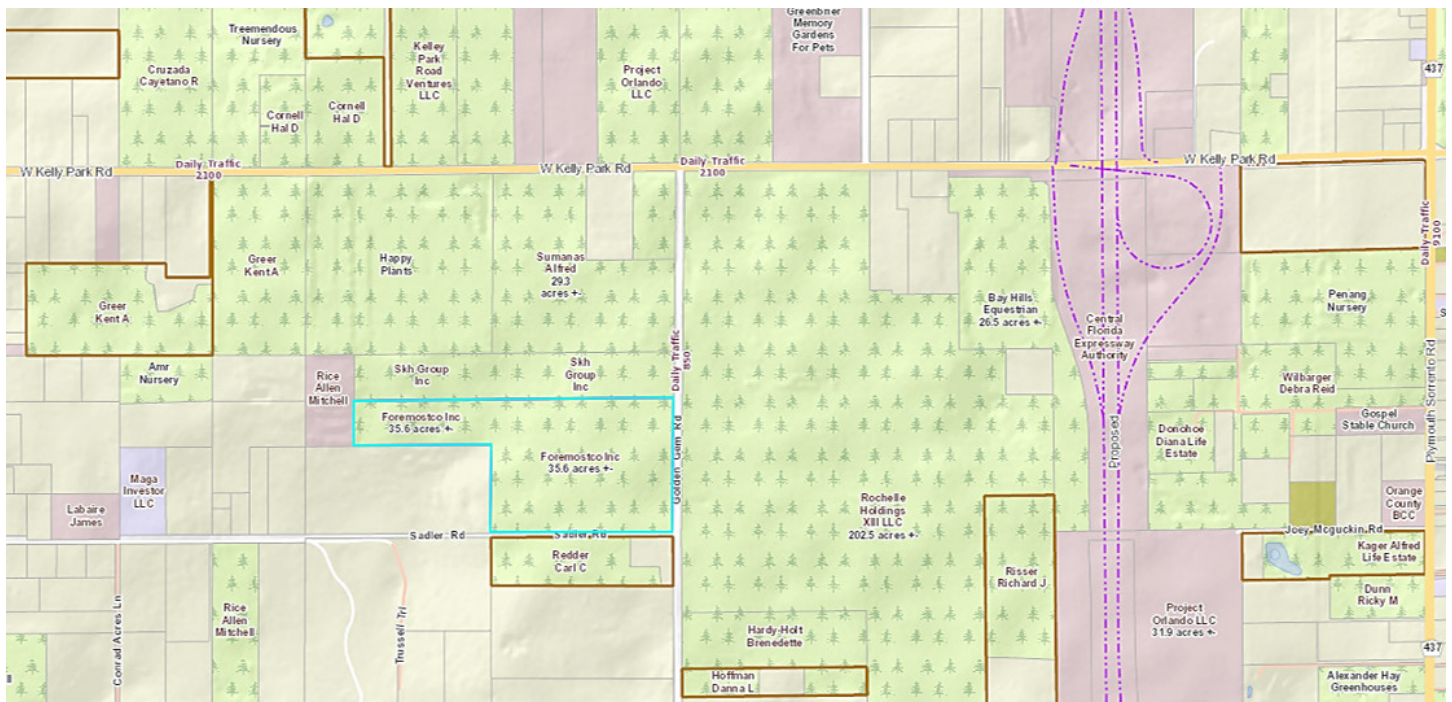 Treemendous
Nursery
Cruzada
Cayetano R
Cornell
Hal D
Cornell
Hal D
Kelley
Park
Road
Ventures
LLC
Project
Orlando
LLC
Greenbrier
Memory
Gardens
For Pets
437
W Kelly Park Rd
Daily Traffic
2100
W Kelly Park Rd
Daily Traffic
2100
W Kelly Park Rd
Daily Traffic
9100
Greer
Kent A
Greer
Kent A
Happy
Plants
Sumanas
Alfred
29.3
acres +-
Bay Hills
Equestrian
26.5 acres +-
Central
Florida
Expressway
Authority
Penang
Nursery
Amr
Nursery
Rice
Allen
Mitchell
Skh Group
Inc
Skh
Group
Inc
Daily Traffic
850
Golden Gem Rd
Foremostco Inc
35.6 acres +-
Foremostco Inc
35.6 acres +-
Wilbarger
Debra Reid
Gospel
Stable Church
Plymouth Sorrento Rd
Donohoe
Diana Life
Estate
Proposed
Maga
Investor
LLC
Labaire
James
Rochelle
Holdings
XIII LLC
202.5 acres +-
Orange
County
BCC
Sadler Rd
Sadler Rd
Joey Mcguckin Rd
Redder
Carl C
Risser
Richard J
Kager Alfred
Life Estate
Dunn
Ricky M
Project
Orlando LLC
31.9 acres +-
Conrad Acres Ln
Rice
Allen
Mitchell
Trussell Trl
Hardy-Holt
Brenedette
437
Hoffman
Danna L
Alexander Hay
Greenhouses